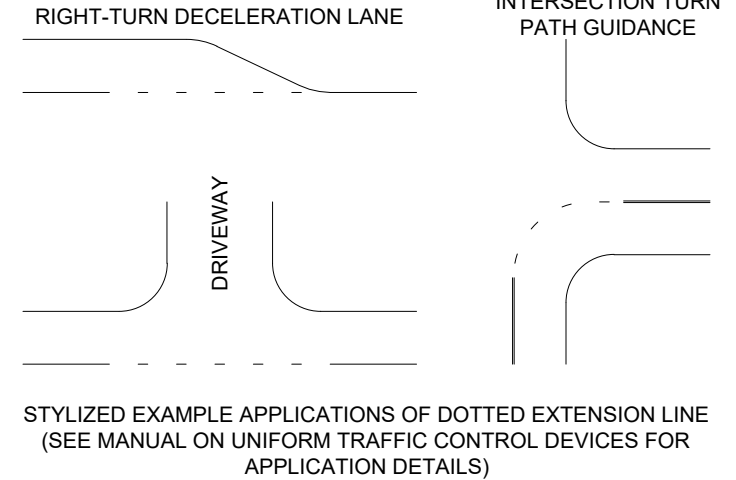 RIGHT-TURN DECELERATION LANE
INTERSECTION TURN
PATH GUIDANCE
DRIVEWAY
STYLIZED EXAMPLE APPLICATIONS OF DOTTED EXTENSION LINE
(SEE MANUAL ON UNIFORM TRAFFIC CONTROL DEVICES FOR
APPLICATION DETAILS)